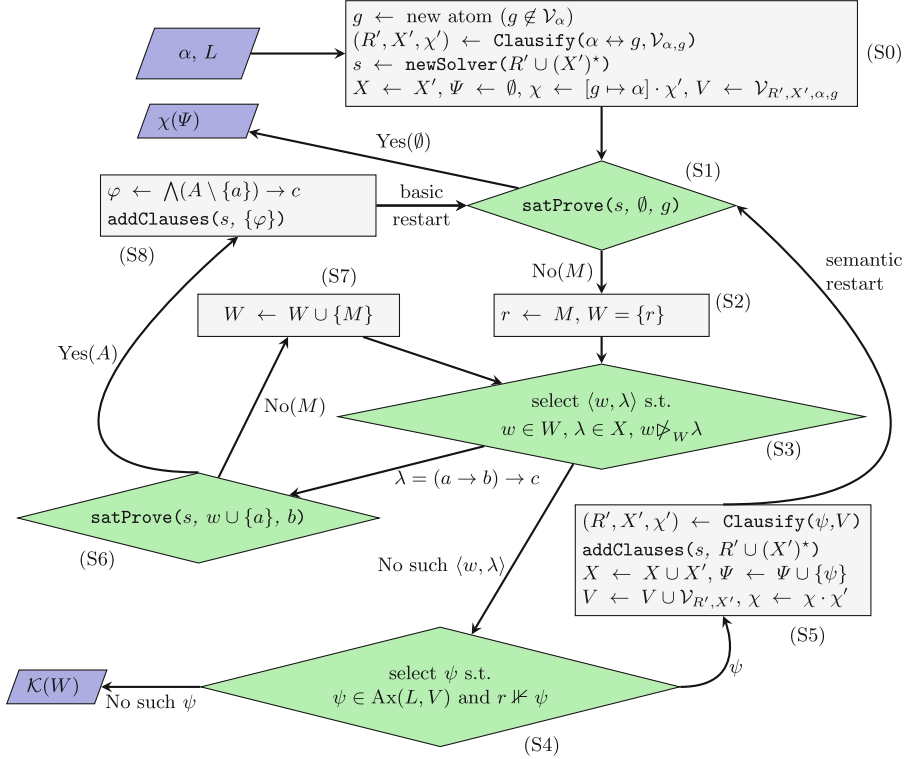 α, L
g ← new atom (g ∉ 𝒱_α)
(R′, X′, χ′) ← Clausify(α ↔ g, 𝒱_{α,g})
s ← newSolver(R′ ∪ (X′)⋆)
X ← X′, Ψ ← ∅, χ ← [g ↦ α] · χ′, V ← 𝒱_{R′,X′,α,g}
(S0)
χ(Ψ)
Yes(∅)
(S1)
satProve(s, ∅, g)
φ ← ⋀(A \ {a}) → c
addClauses(s, {φ})
(S8)
basic
restart
semantic
restart
No(M)
(S7)
W ← W ∪ {M}
r ← M, W = {r}
(S2)
Yes(A)
No(M)
select ⟨w, λ⟩ s.t.
w ∈ W, λ ∈ X, w ⋫_W λ
(S3)
λ = (a → b) → c
satProve(s, w ∪ {a}, b)
(S6)
No such ⟨w, λ⟩
(R′, X′, χ′) ← Clausify(ψ,V)
addClauses(s, R′ ∪ (X′)⋆)
X ← X ∪ X′, Ψ ← Ψ ∪ {ψ}
V ← V ∪ 𝒱_{R′,X′}, χ ← χ · χ′
(S5)
ψ
select ψ s.t.
ψ ∈ Ax(L, V) and r ⊮ ψ
(S4)
No such ψ
𝒦(W)